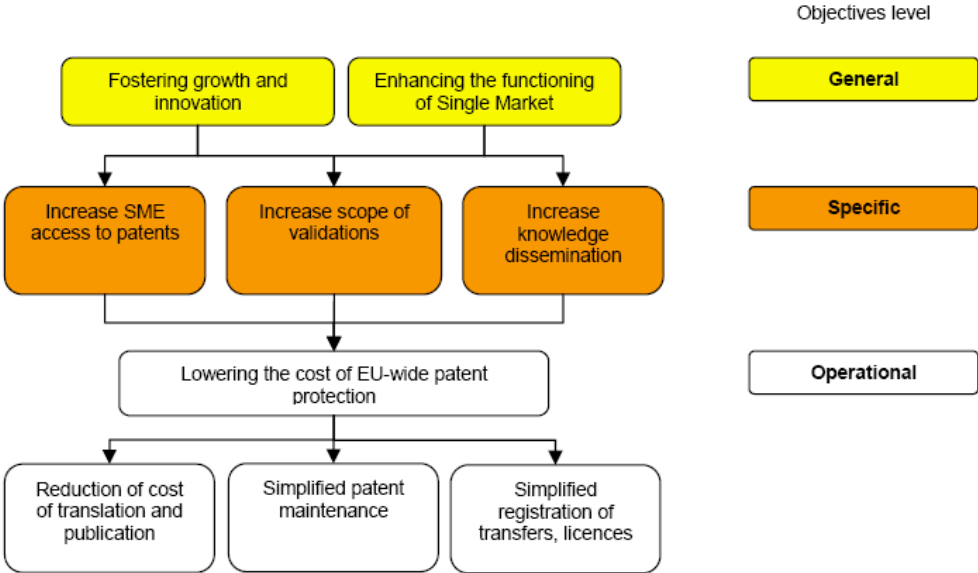 Objectives level
Fostering growth and
innovation
Enhancing the functioning
of Single Market
General
Increase SME
access to patents
Increase scope of
validations
Increase
knowledge
dissemination
Specific
Lowering the cost of EU-wide patent
protection
Operational
Reduction of cost
of translation and
publication
Simplified patent
maintenance
Simplified
registration of
transfers, licences